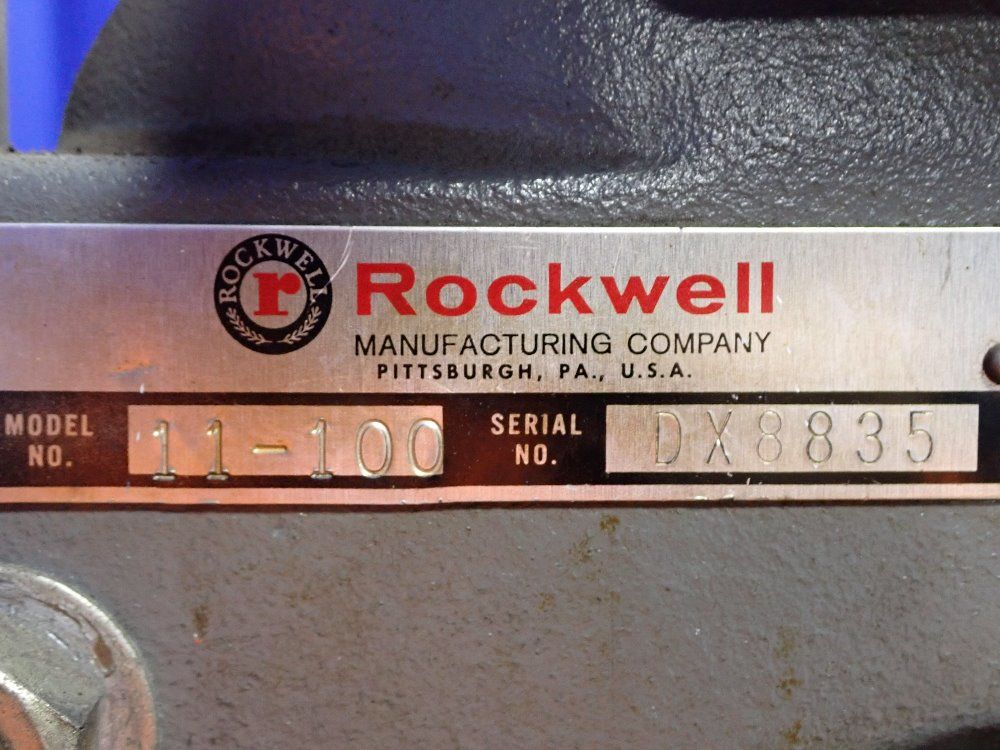 ROCKWELL
r
Rockwell
MANUFACTURING COMPANY
PITTSBURGH, PA., U.S.A.
MODEL NO. 11-100
SERIAL NO. DX8835